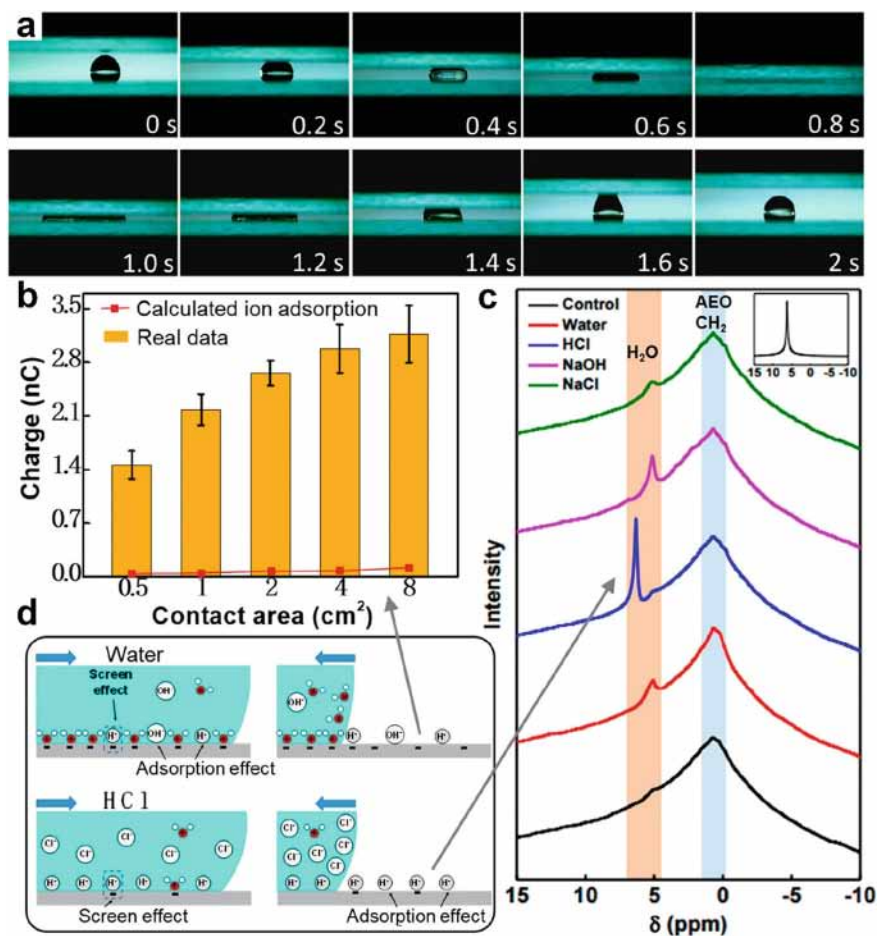 a
0 s
0.2 s
0.4 s
0.6 s
0.8 s
1.0 s
1.2 s
1.4 s
1.6 s
2 s
b
3.5
2.8
2.1
1.4
0.7
0.0
Charge (nC)
Calculated ion adsorption
Real data
0.5 1 2 4 8
Contact area (cm²)
c
Control
Water
HCl
NaOH
NaCl
H₂O
AEO
CH₂
15 10 5 0 -5 -10
Intensity
15 10 5 0 -5 -10
δ (ppm)
d
Water
Screen
effect
OH⁻
H⁺ OH⁻ H⁺
Adsorption effect
OH⁻
H⁺ OH⁻ H⁺
HCl
Cl⁻ Cl⁻ Cl⁻ Cl⁻ Cl⁻
H⁺ H⁺ H⁺ H⁺ H⁺
Screen effect
Cl⁻ Cl⁻ Cl⁻ Cl⁻ Cl⁻ Cl⁻ Cl⁻
H⁺ H⁺ H⁺ H⁺ H⁺ H⁺
Adsorption effect